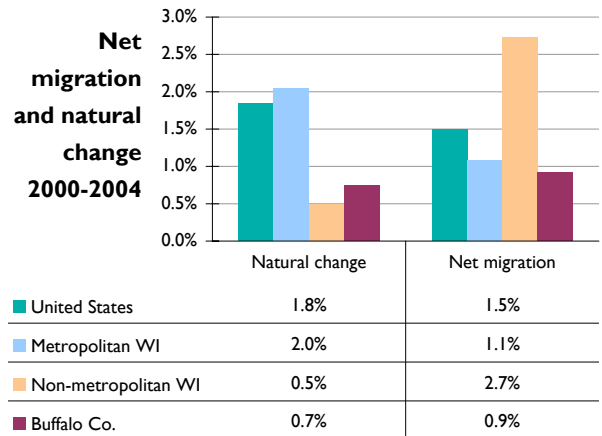 Net
migration
and natural
change
2000-2004
3.0%
2.5%
2.0%
1.5%
1.0%
0.5%
0.0%
Natural change Net migration
United States 1.8% 1.5%
Metropolitan WI 2.0% 1.1%
Non-metropolitan WI 0.5% 2.7%
Buffalo Co. 0.7% 0.9%